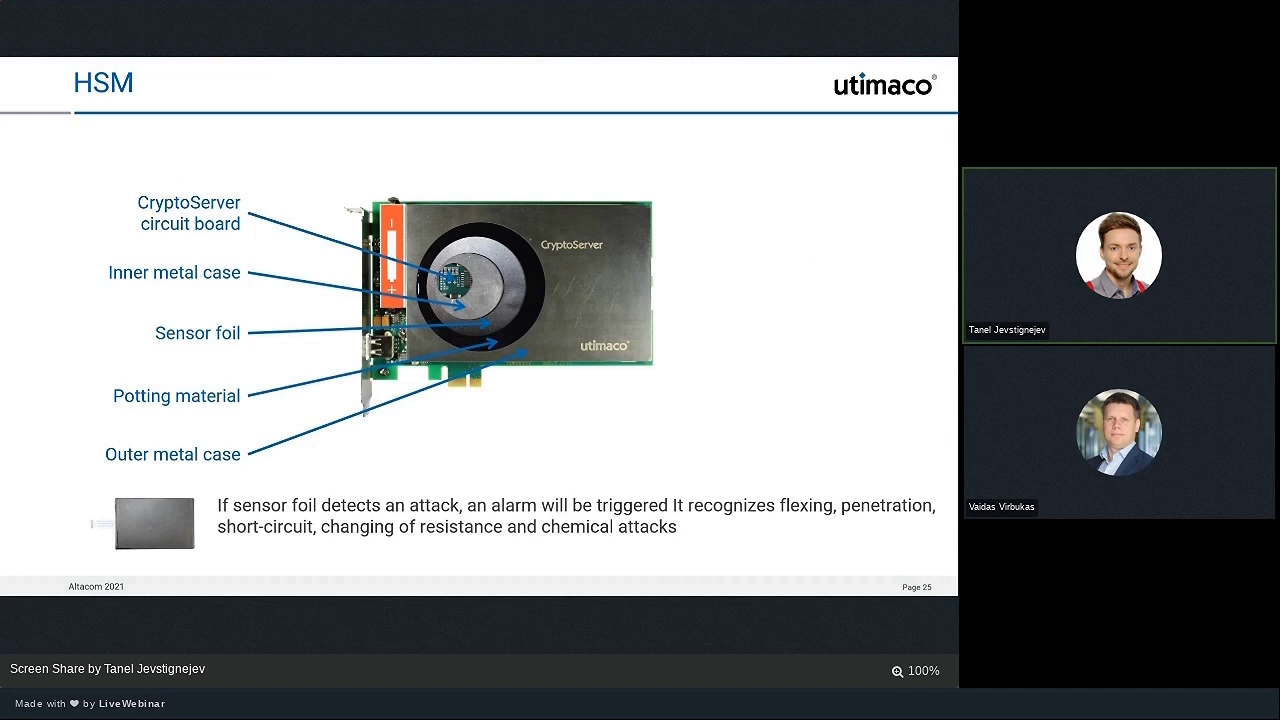 HSM
utimaco®
CryptoServer
circuit board
Inner metal case
Sensor foil
Potting material
Outer metal case
CryptoServer
utimaco®
If sensor foil detects an attack, an alarm will be triggered It recognizes flexing, penetration,
short-circuit, changing of resistance and chemical attacks
Altacom 2021
Page 25
Tanel Jevstignejev
Vaidas Virbukas
Screen Share by Tanel Jevstignejev
100%
Made with ❤ by LiveWebinar